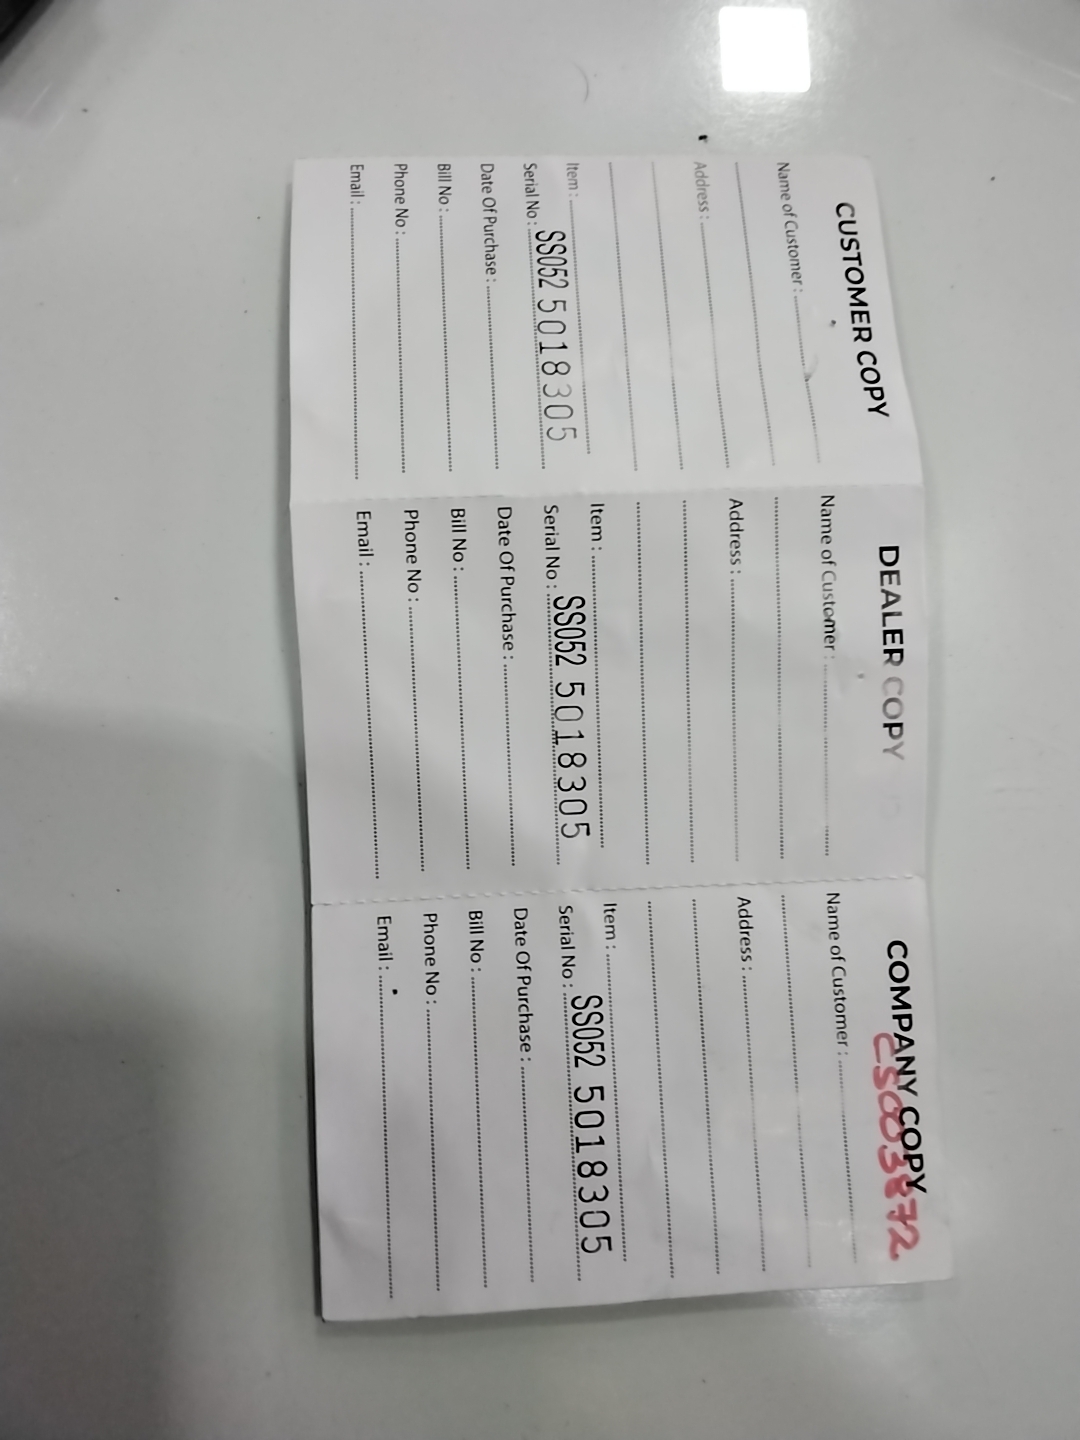 CUSTOMER COPY
Name of Customer :
Address :
Item :
Serial No : SS052 5018305
Date Of Purchase :
Bill No :
Phone No :
Email :
DEALER COPY
Name of Customer :
Address :
Item :
Serial No : SS052 5018305
Date Of Purchase :
Bill No :
Phone No :
Email :
COMPANY COPY
CS003872
Name of Customer :
Address :
Item :
Serial No : SS052 5018305
Date Of Purchase :
Bill No :
Phone No :
Email :